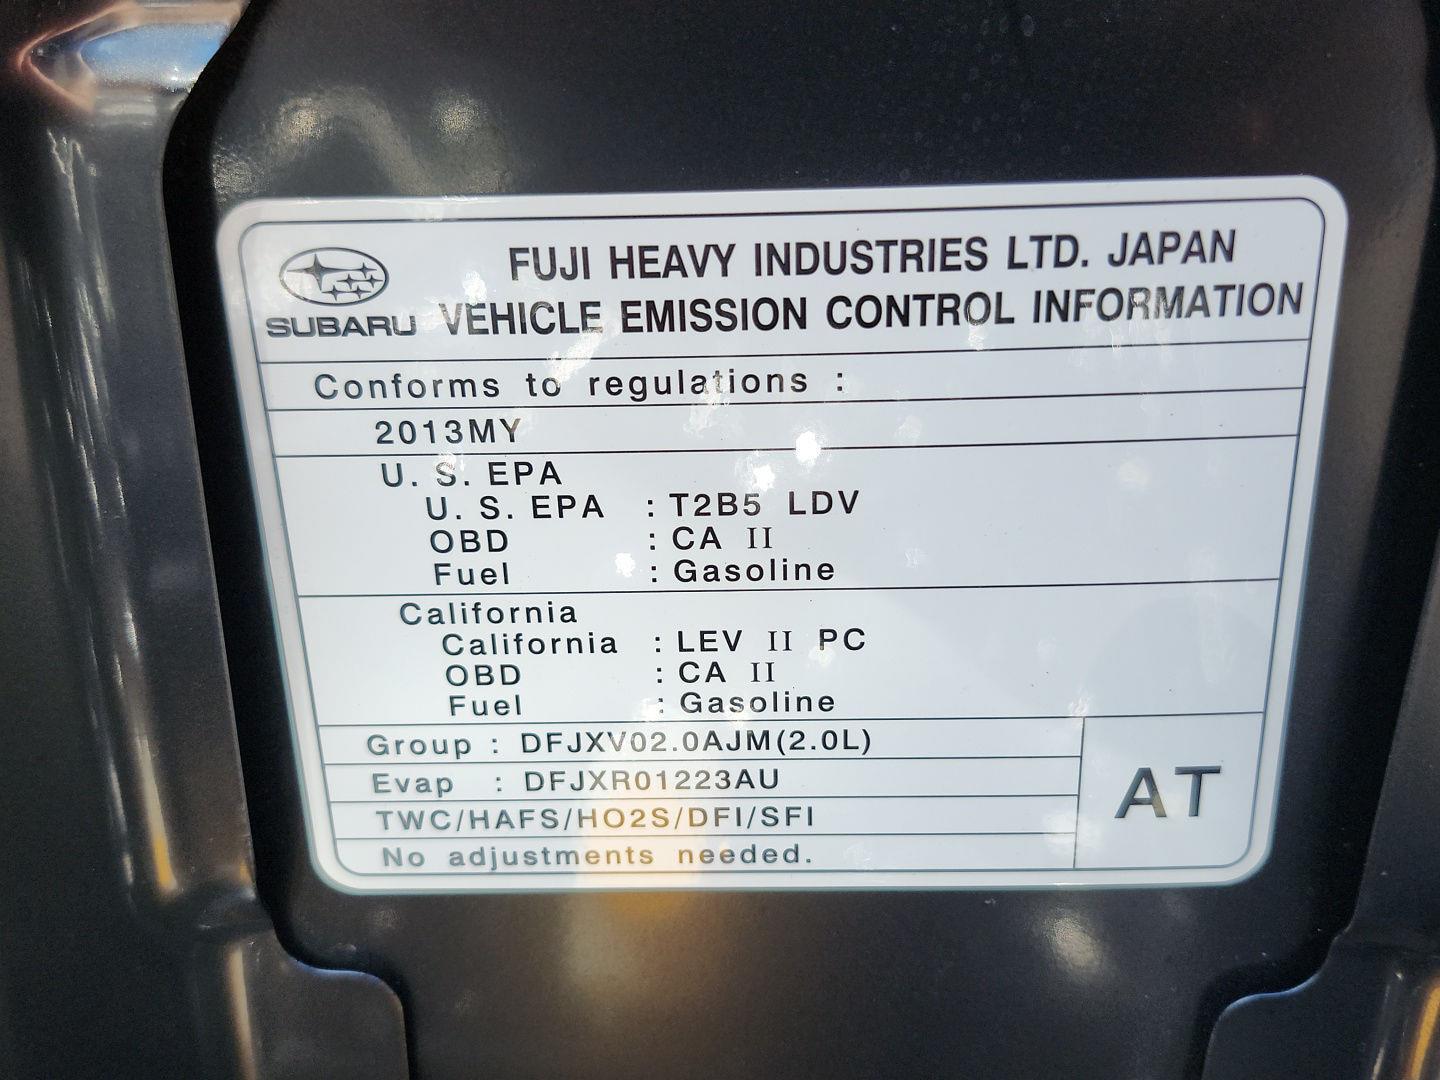 FUJI HEAVY INDUSTRIES LTD. JAPAN
SUBARU VEHICLE EMISSION CONTROL INFORMATION
Conforms to regulations :
2013MY
U. S. EPA
U. S. EPA : T2B5 LDV
OBD : CA II
Fuel : Gasoline
California
California : LEV II PC
OBD : CA II
Fuel : Gasoline
Group : DFJXV02.0AJM(2.0L)
Evap : DFJXR01223AU
AT
TWC/HAFS/HO2S/DFI/SFI
No adjustments needed.